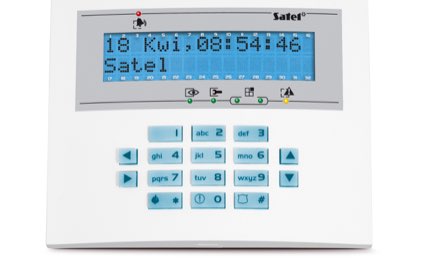 Satel®
18 Kwi,08:54:46
Satel
1
abc 2
def 3
ghi 4
jkl 5
mno 6
pqrs 7
tuv 8
wxyz 9
*
0
#